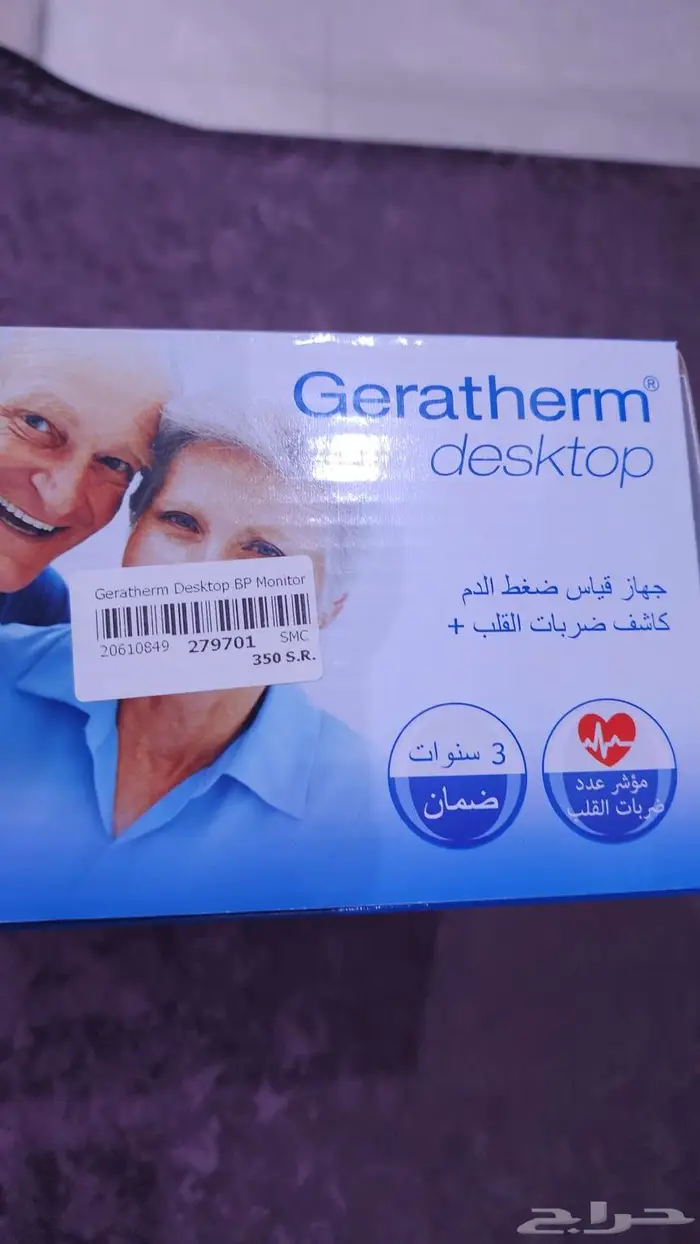 Geratherm®
desktop
جهاز قياس ضغط الدم
كاشف ضربات القلب +
Geratherm Desktop BP Monitor
20610849 279701 SMC
350 S.R.
3 سنوات
ضمان
مؤشر عدد
ضربات القلب
حراج